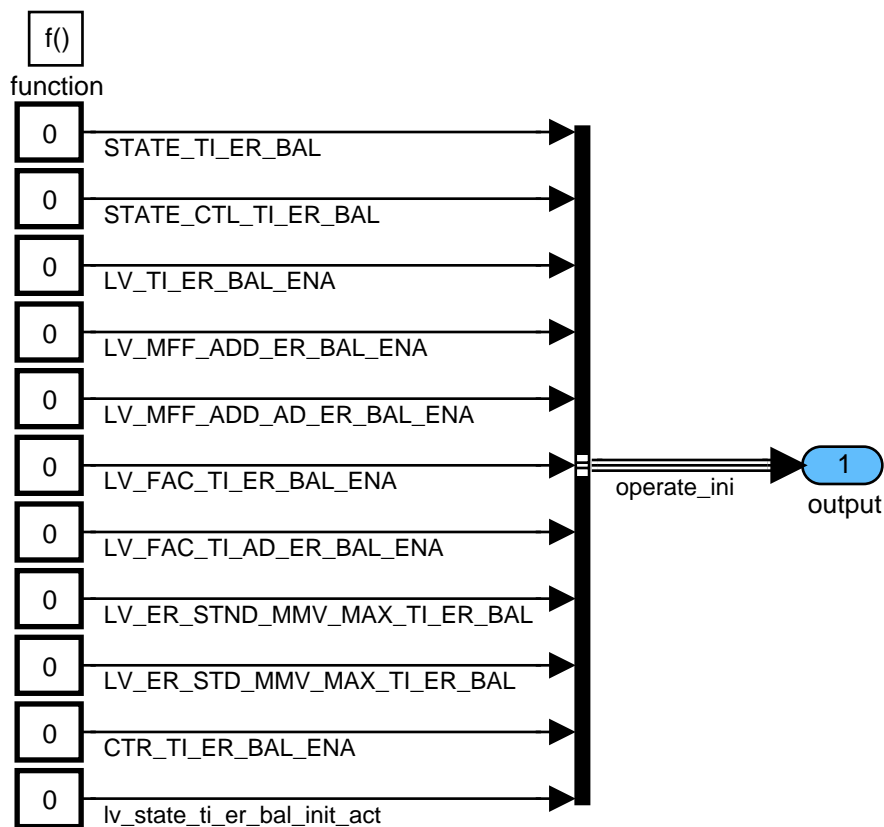 f()
function
0
STATE_TI_ER_BAL
0
STATE_CTL_TI_ER_BAL
0
LV_TI_ER_BAL_ENA
0
LV_MFF_ADD_ER_BAL_ENA
0
LV_MFF_ADD_AD_ER_BAL_ENA
0
LV_FAC_TI_ER_BAL_ENA
operate_ini
1
output
0
LV_FAC_TI_AD_ER_BAL_ENA
0
LV_ER_STND_MMV_MAX_TI_ER_BAL
0
LV_ER_STD_MMV_MAX_TI_ER_BAL
0
CTR_TI_ER_BAL_ENA
0
lv_state_ti_er_bal_init_act